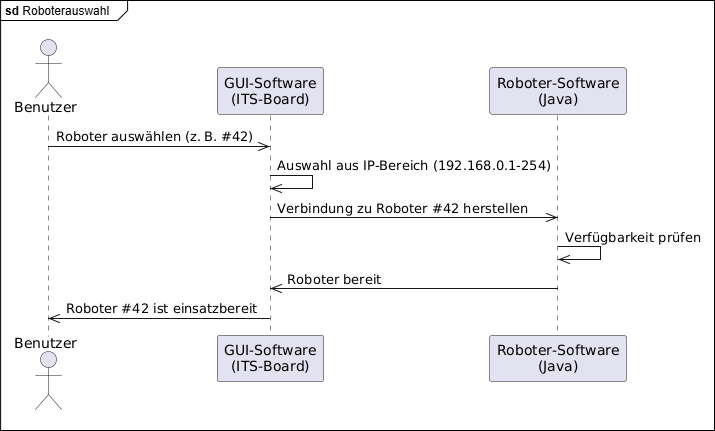 sd Roboterauswahl
Benutzer
GUI-Software
(ITS-Board)
Roboter-Software
(Java)
Roboter auswählen (z. B. #42)
Auswahl aus IP-Bereich (192.168.0.1-254)
Verbindung zu Roboter #42 herstellen
Verfügbarkeit prüfen
Roboter bereit
Roboter #42 ist einsatzbereit
Benutzer
GUI-Software
(ITS-Board)
Roboter-Software
(Java)